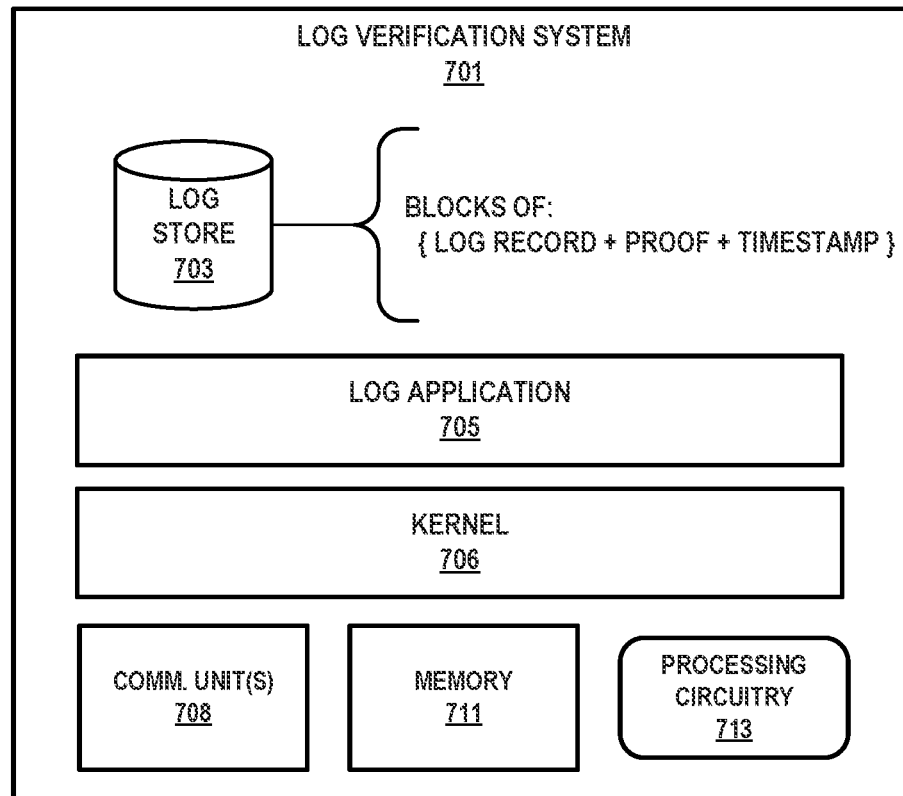 LOG VERIFICATION SYSTEM
701
LOG
STORE
703
BLOCKS OF:
{ LOG RECORD + PROOF + TIMESTAMP }
LOG APPLICATION
705
KERNEL
706
COMM. UNIT(S)
708
MEMORY
711
PROCESSING
CIRCUITRY
713